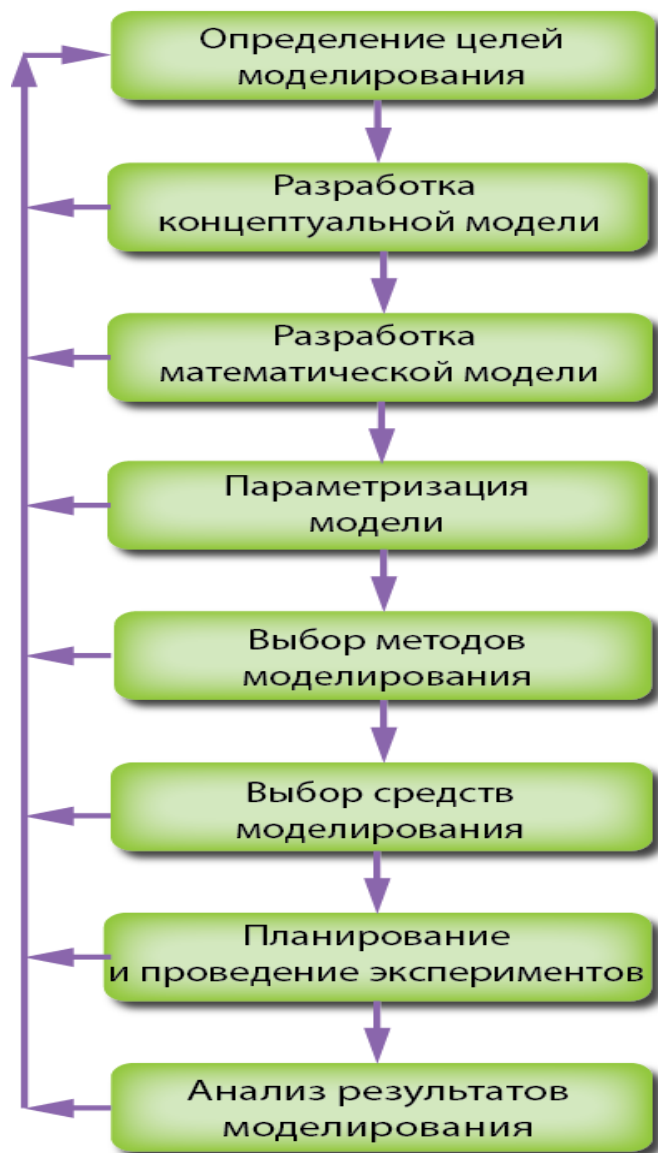 Определение целей
моделирования
Разработка
концептуальной модели
Разработка
математической модели
Параметризация
модели
Выбор методов
моделирования
Выбор средств
моделирования
Планирование
и проведение экспериментов
Анализ результатов
моделирования